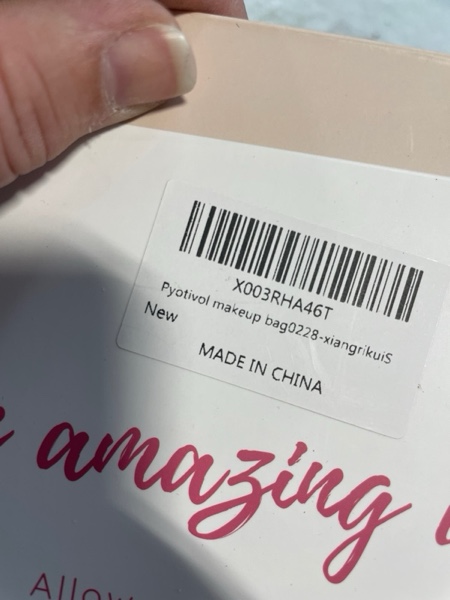 X003RHA46T
Pyotivol makeup bag0228-xiangrikuiS
New
MADE IN CHINA
amazing